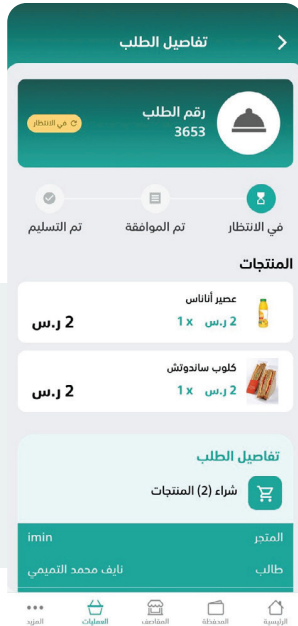 تفاصيل الطلب
رقم الطلب
3653
في الانتظار
في الانتظار
تم الموافقة
تم التسليم
المنتجات
عصير أناناس
2 ر.س x 1
2 ر.س
كلوب ساندوتش
2 ر.س x 1
2 ر.س
تفاصيل الطلب
شراء (2) المنتجات
المتجر imin
طالب نايف محمد التميمي
الرئيسية المحفظة المقاصف العمليات المزيد